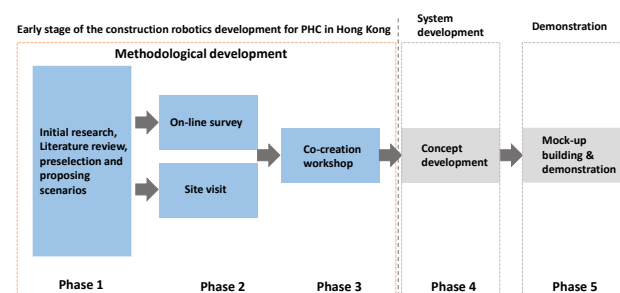 Early stage of the construction robotics development for PHC in Hong Kong
System
development
Demonstration
Methodological development
Initial research,
Literature review,
preselection and
proposing
scenarios
On-line survey
Site visit
Co-creation
workshop
Concept
development
Mock-up
building &
demonstration
Phase 1
Phase 2
Phase 3
Phase 4
Phase 5